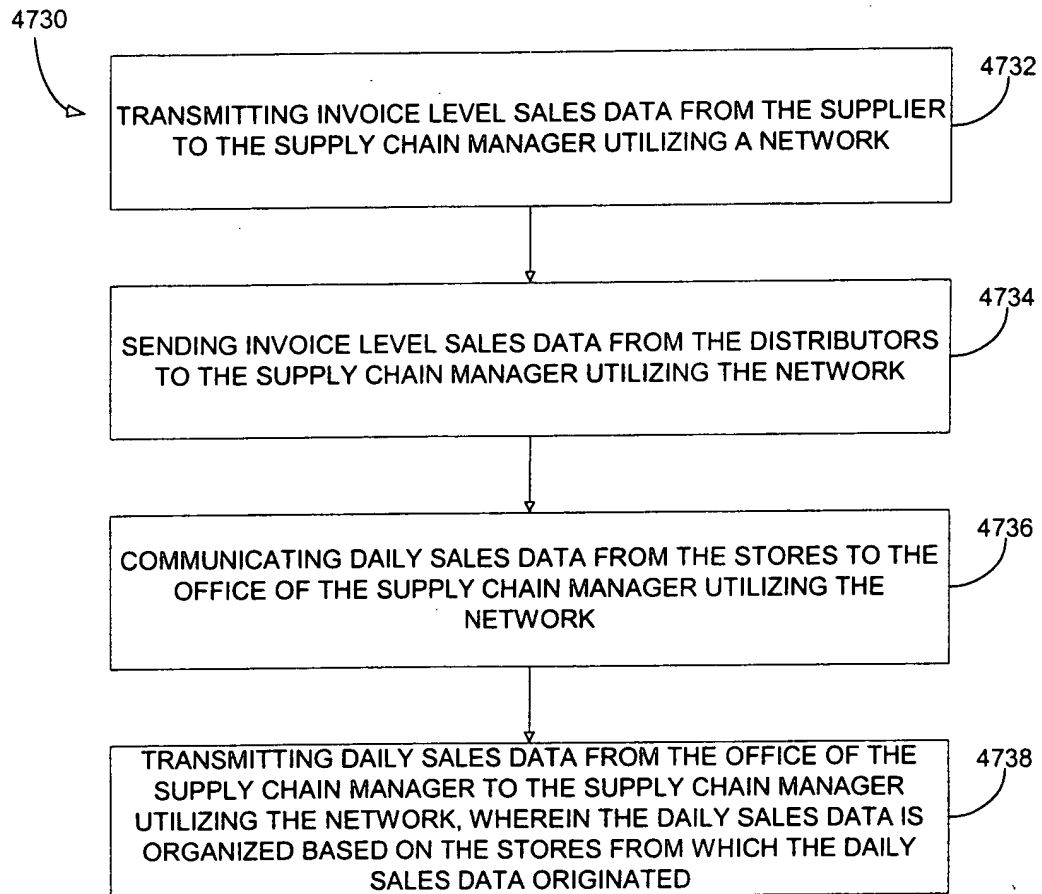 4730
4732
TRANSMITTING INVOICE LEVEL SALES DATA FROM THE SUPPLIER
TO THE SUPPLY CHAIN MANAGER UTILIZING A NETWORK
4734
SENDING INVOICE LEVEL SALES DATA FROM THE DISTRIBUTORS
TO THE SUPPLY CHAIN MANAGER UTILIZING THE NETWORK
4736
COMMUNICATING DAILY SALES DATA FROM THE STORES TO THE
OFFICE OF THE SUPPLY CHAIN MANAGER UTILIZING THE
NETWORK
4738
TRANSMITTING DAILY SALES DATA FROM THE OFFICE OF THE
SUPPLY CHAIN MANAGER TO THE SUPPLY CHAIN MANAGER
UTILIZING THE NETWORK, WHEREIN THE DAILY SALES DATA IS
ORGANIZED BASED ON THE STORES FROM WHICH THE DAILY
SALES DATA ORIGINATED